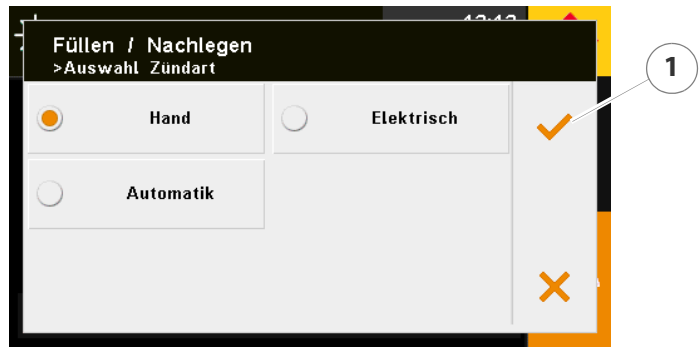 Füllen / Nachlegen
>Auswahl Zündart
Hand
Elektrisch
Automatik
1